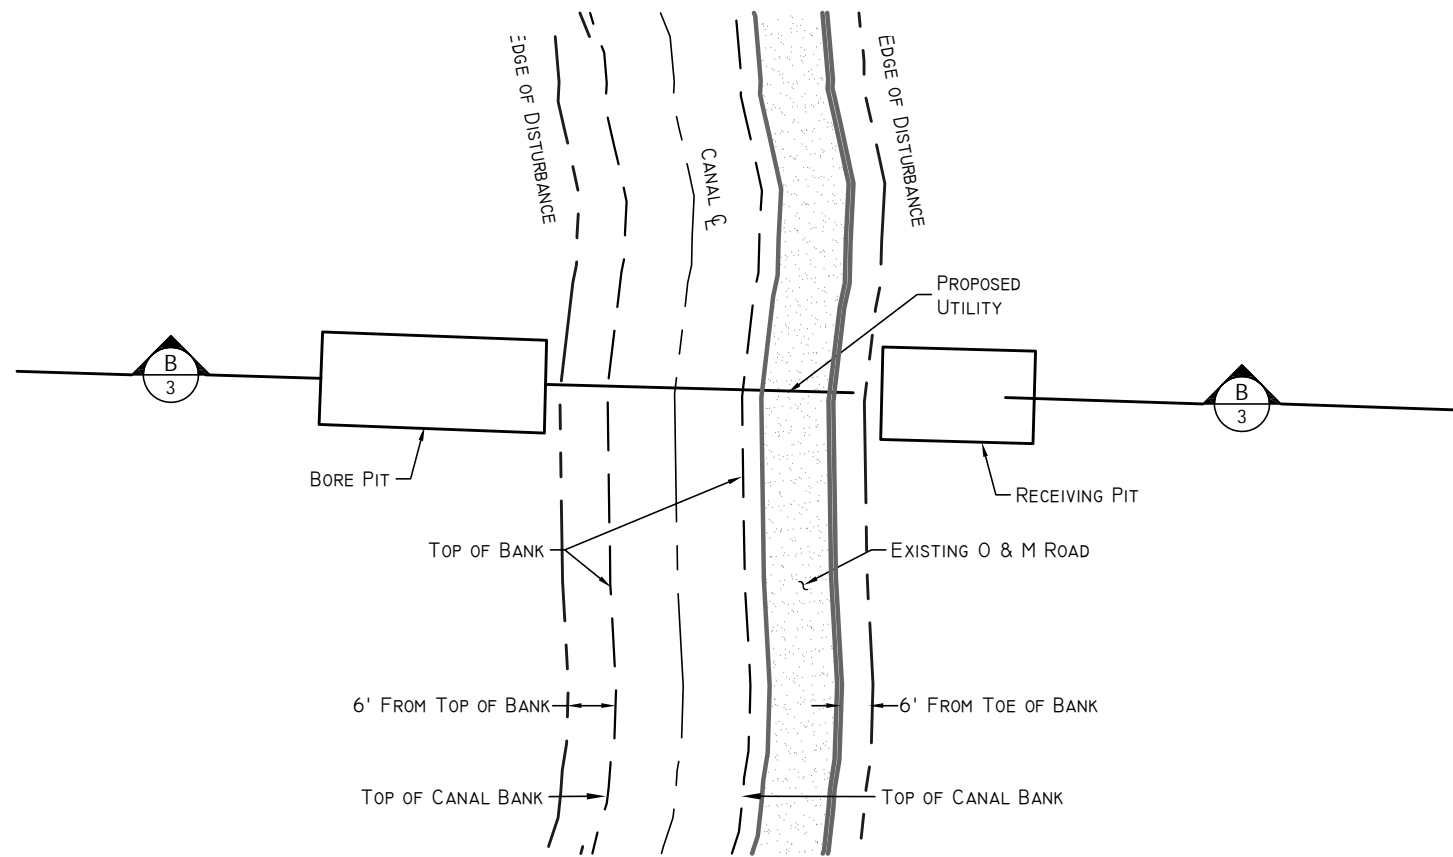 EDGE OF DISTURBANCE
EDGE OF DISTURBANCE
CANAL ℄
PROPOSED
UTILITY
B
3
B
3
BORE PIT
RECEIVING PIT
TOP OF BANK
EXISTING O & M ROAD
6' FROM TOP OF BANK
6' FROM TOE OF BANK
TOP OF CANAL BANK
TOP OF CANAL BANK